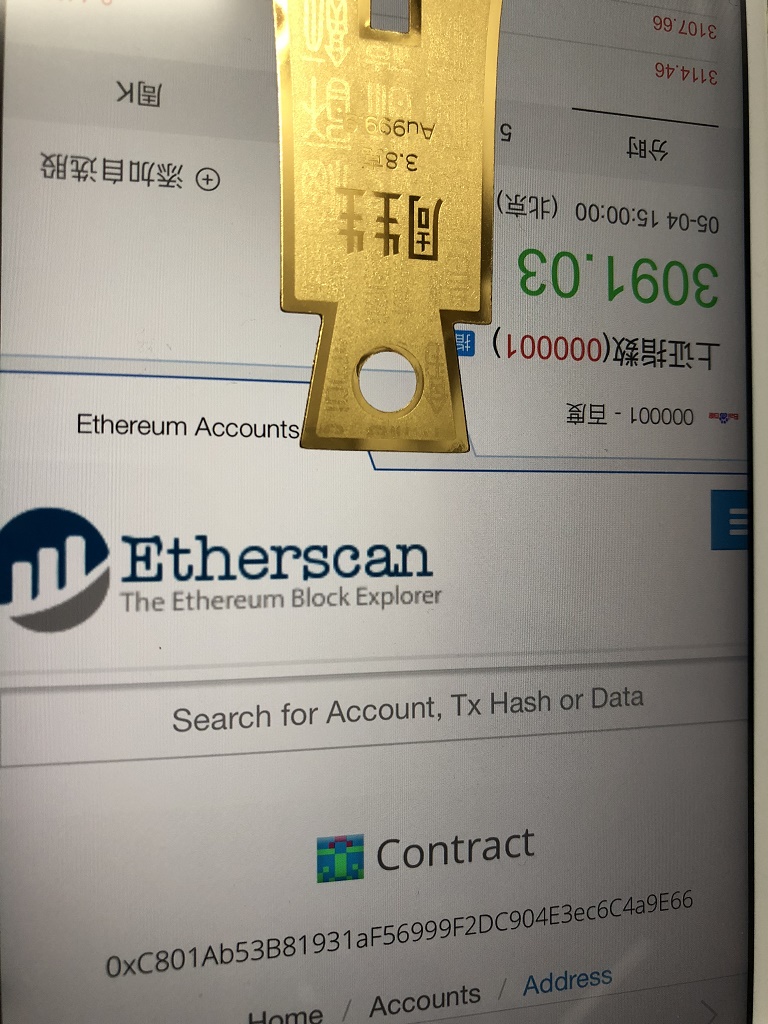 3107.66
3114.46
周K
分时
5
添加自选股
05-04 15:00:00 (北京)
3091.03
上证指数(000001)
指
000001 - 百度
周生生
Au999
Ethereum Accounts
Etherscan
The Ethereum Block Explorer
Search for Account, Tx Hash or Data
Contract
0xC801Ab53B81931aF56999F2DC904E3ec6C4a9E66
Home / Accounts / Address